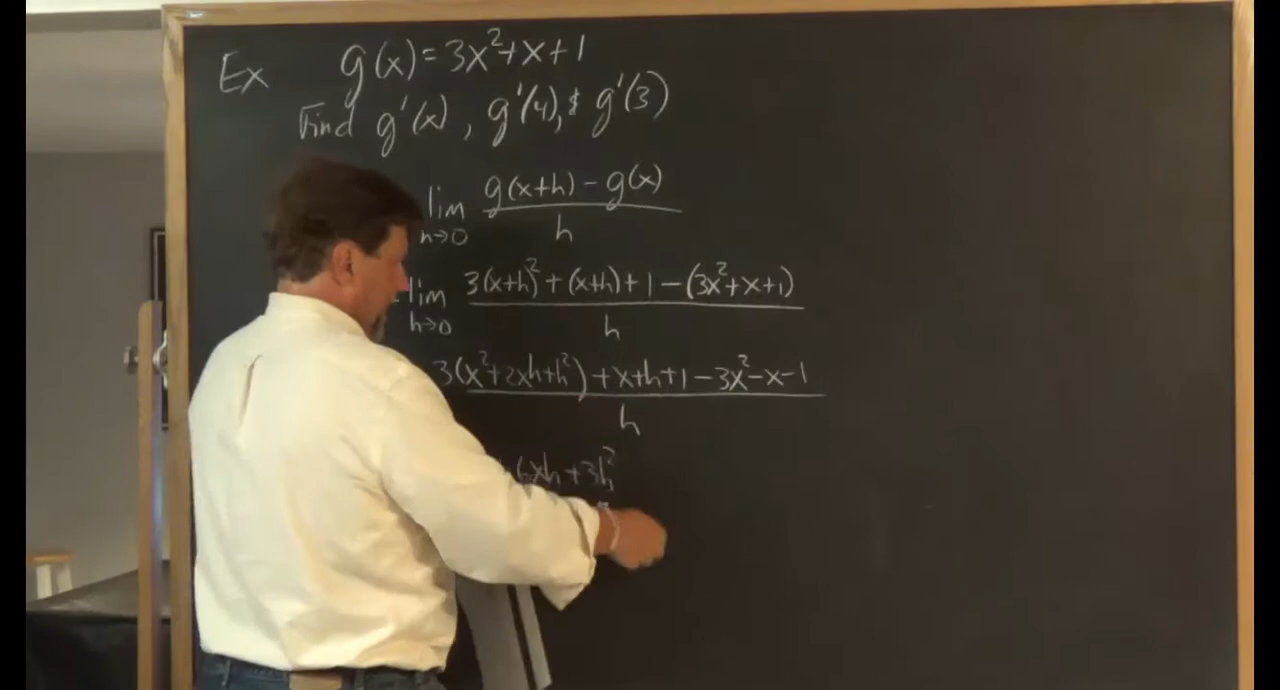 Ex g(x)=3x²+x+1
Find g'(x), g'(4), & g'(3)
lim g(x+h) - g(x)
h→0 h
=lim 3(x+h)²+(x+h)+1-(3x²+x+1)
h→0 h
3(x²+2xh+h²)+x+h+1-3x²-x-1
h
6xh+3h²